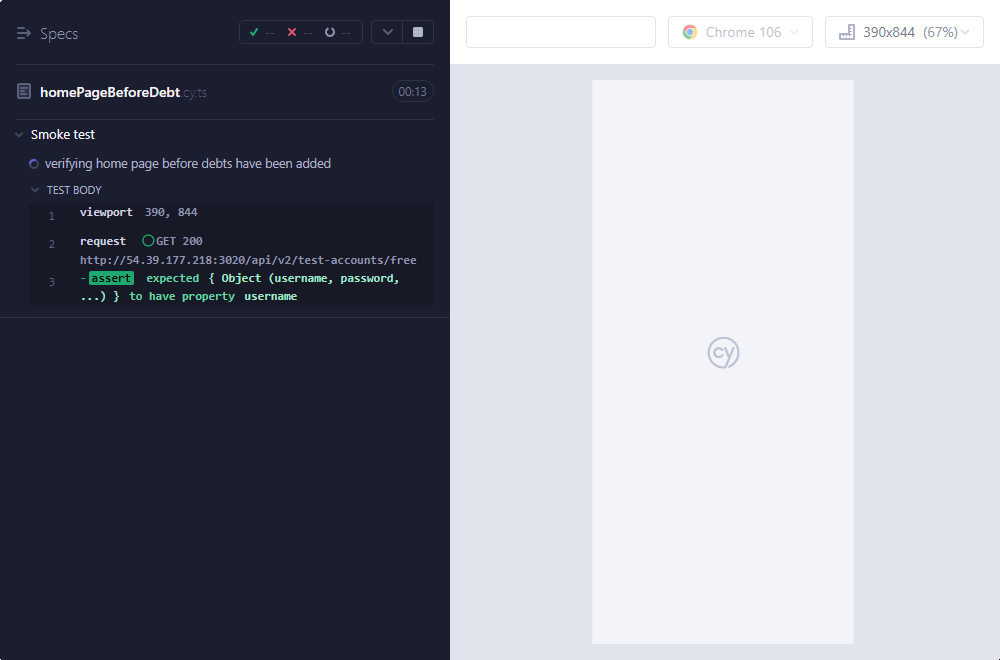 Specs
-- -- --
homePageBeforeDebt cy.ts
00:13
Smoke test
verifying home page before debts have been added
TEST BODY
1 viewport 390, 844
2 request GET 200
http://54.39.177.218:3020/api/v2/test-accounts/free
3 -assert expected { Object (username, password,
...) } to have property username
Chrome 106
390x844 (67%)
cy